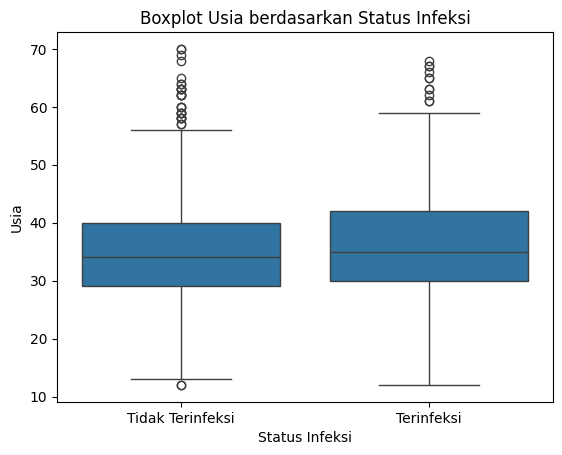 Boxplot Usia berdasarkan Status Infeksi
70
60
50
40
30
20
10
Usia
Tidak Terinfeksi
Terinfeksi
Status Infeksi